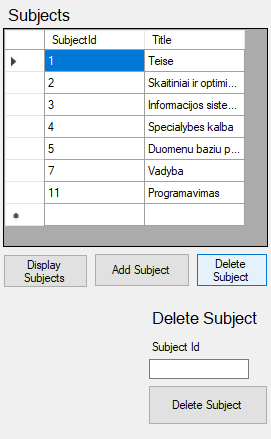 Subjects
SubjectId Title
1 Teise
2 Skaitiniai ir optimi...
3 Informacijos siste...
4 Specialybes kalba
5 Duomenu baziu p...
7 Vadyba
11 Programavimas
Display
Subjects
Add Subject
Delete
Subject
Delete Subject
Subject Id
Delete Subject